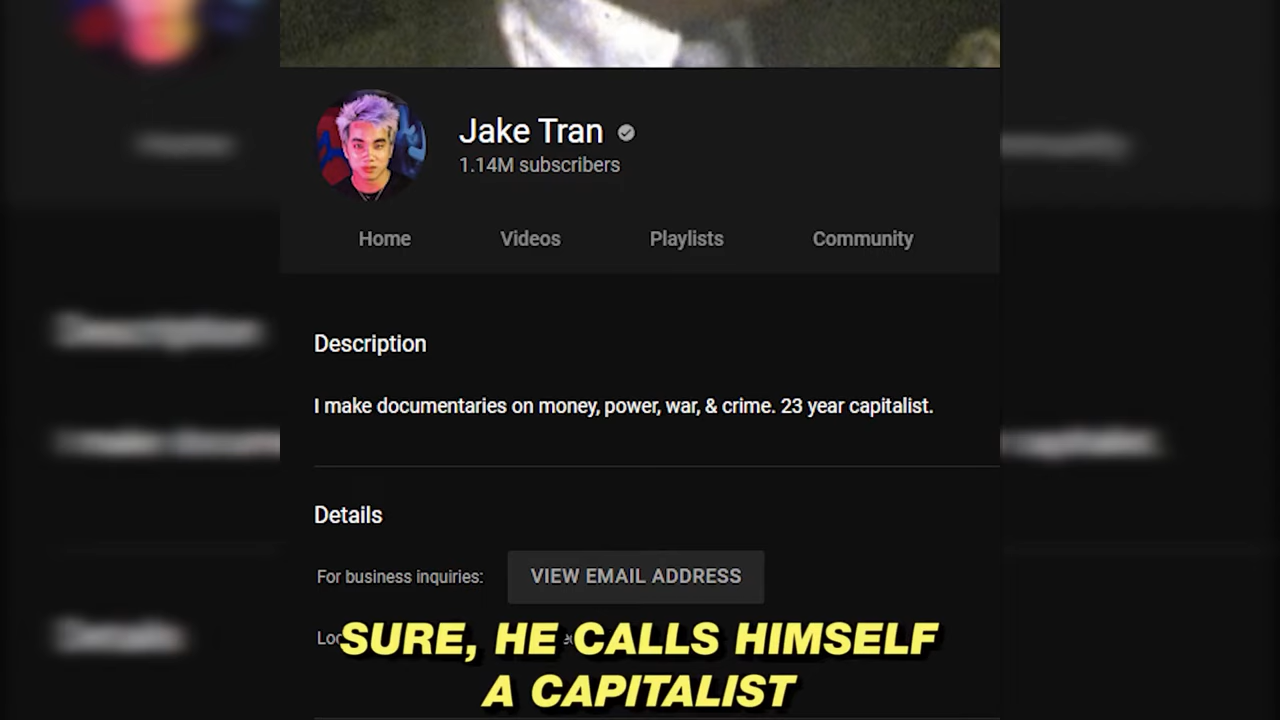 Jake Tran
1.14M subscribers
Home Videos Playlists Community
Description
I make documentaries on money, power, war, & crime. 23 year capitalist.
Details
For business inquiries: VIEW EMAIL ADDRESS
SURE, HE CALLS HIMSELF
A CAPITALIST